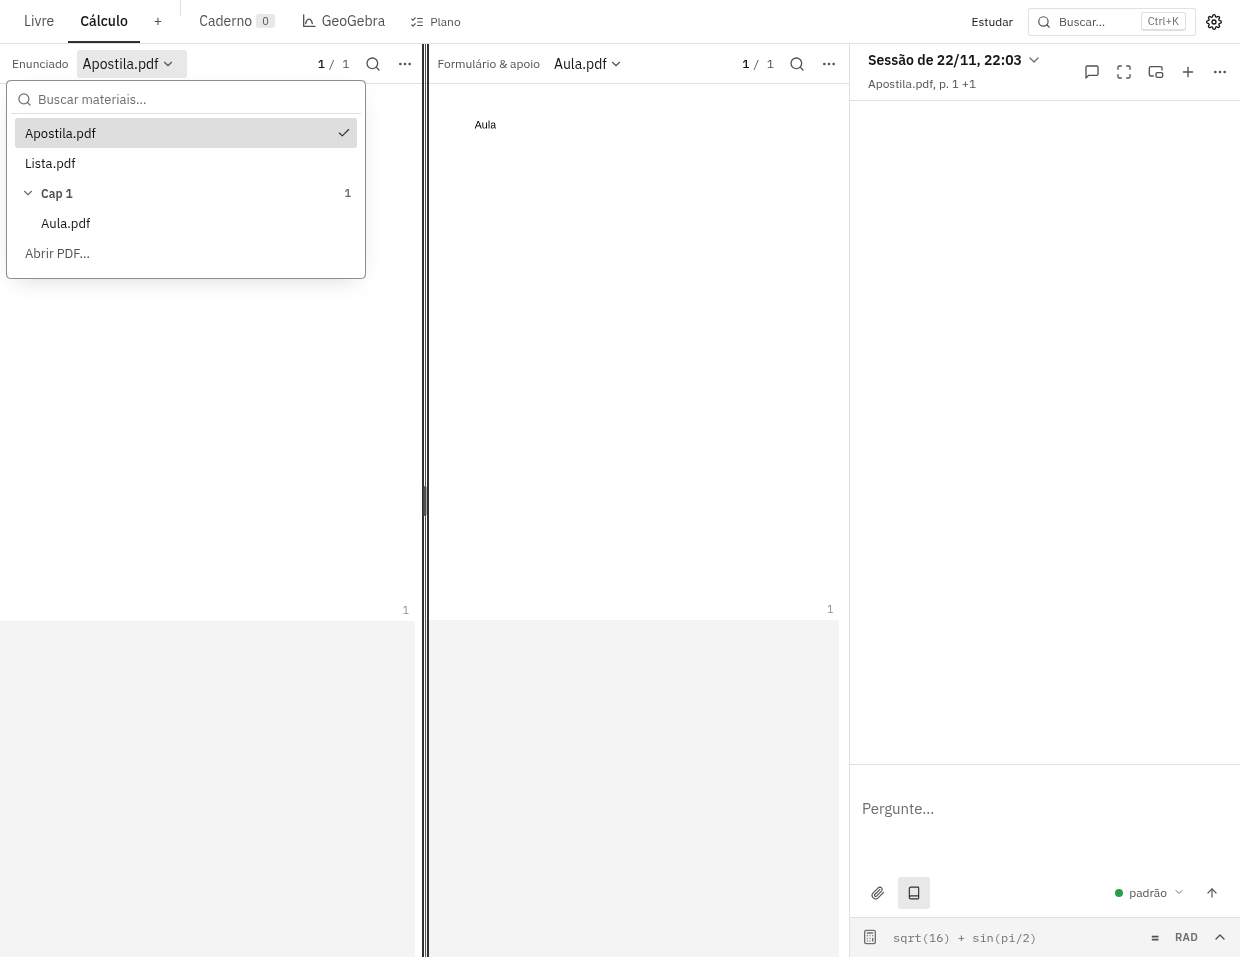 Livre Cálculo + Caderno 0 GeoGebra Plano Estudar Buscar... Ctrl+K
Enunciado Apostila.pdf 1 / 1
Buscar materiais...
Apostila.pdf
Lista.pdf
Cap 1 1
Aula.pdf
Abrir PDF...
1
Formulário & apoio Aula.pdf 1 / 1
Aula
1
Sessão de 22/11, 22:03
Apostila.pdf, p. 1 +1
Pergunte...
padrão
sqrt(16) + sin(pi/2) = RAD